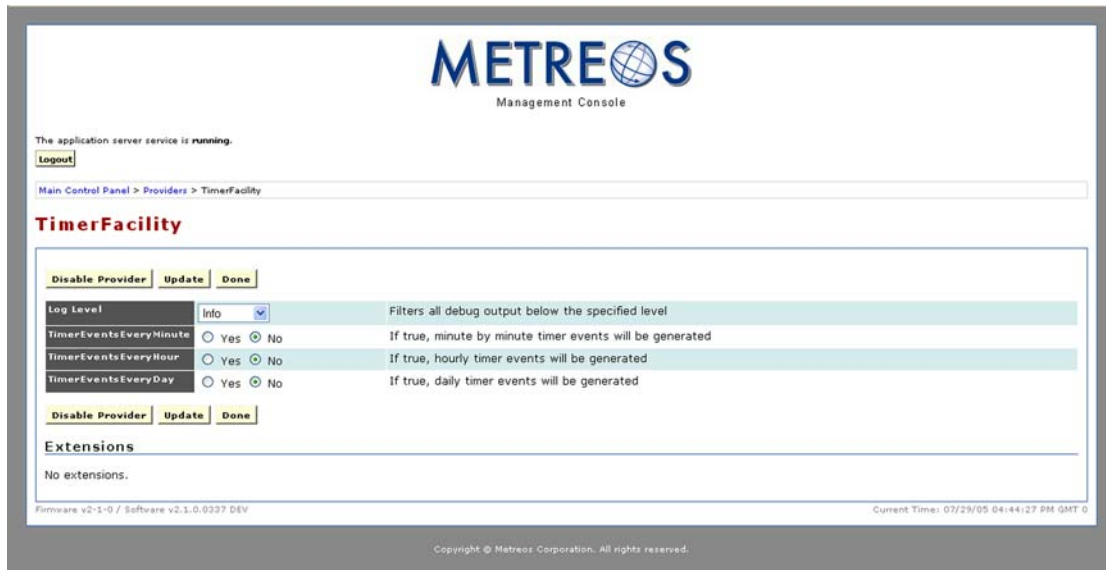 METREOS
Management Console
The application server service is running.
Logout
Main Control Panel > Providers > TimerFacility
TimerFacility
Disable Provider Update Done
Log Level Info Filters all debug output below the specified level
TimerEventsEveryMinute Yes No If true, minute by minute timer events will be generated
TimerEventsEveryHour Yes No If true, hourly timer events will be generated
TimerEventsEveryDay Yes No If true, daily timer events will be generated
Disable Provider Update Done
Extensions
No extensions.
Firmware v2-1-0 / Software v2.1.0.0337 DEV Current Time: 07/29/05 04:44:27 PM GMT 0
Copyright © Metreos Corporation. All rights reserved.